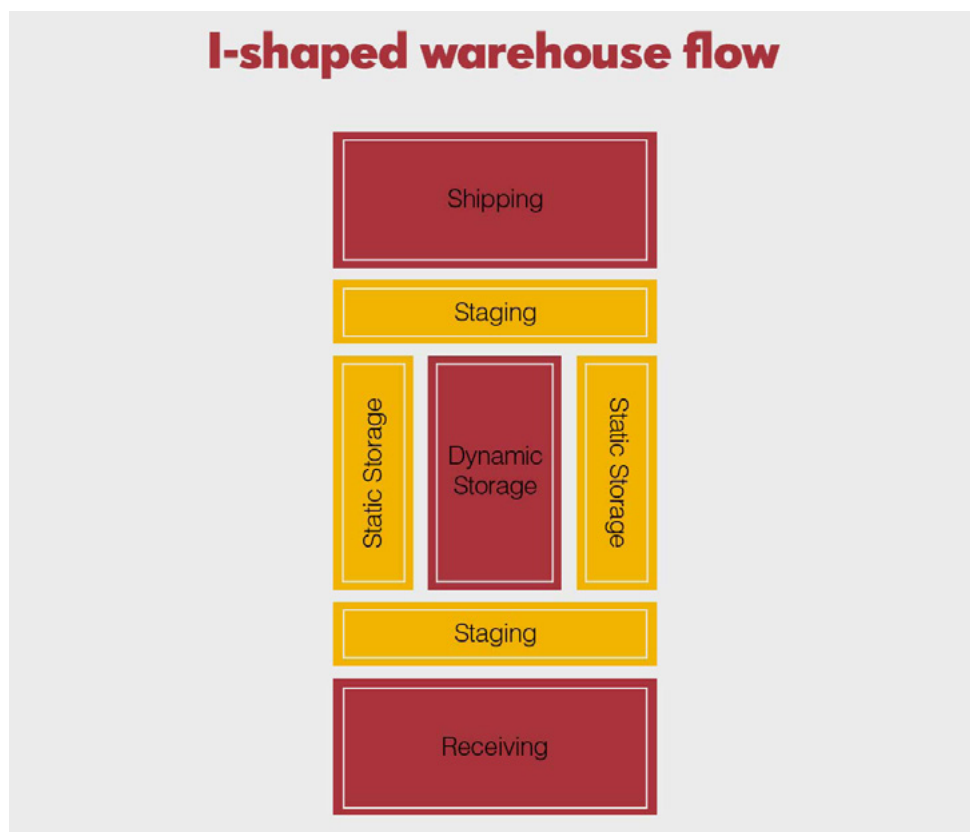 I-shaped warehouse flow
Shipping
Staging
Static Storage
Dynamic
Storage
Static Storage
Staging
Receiving